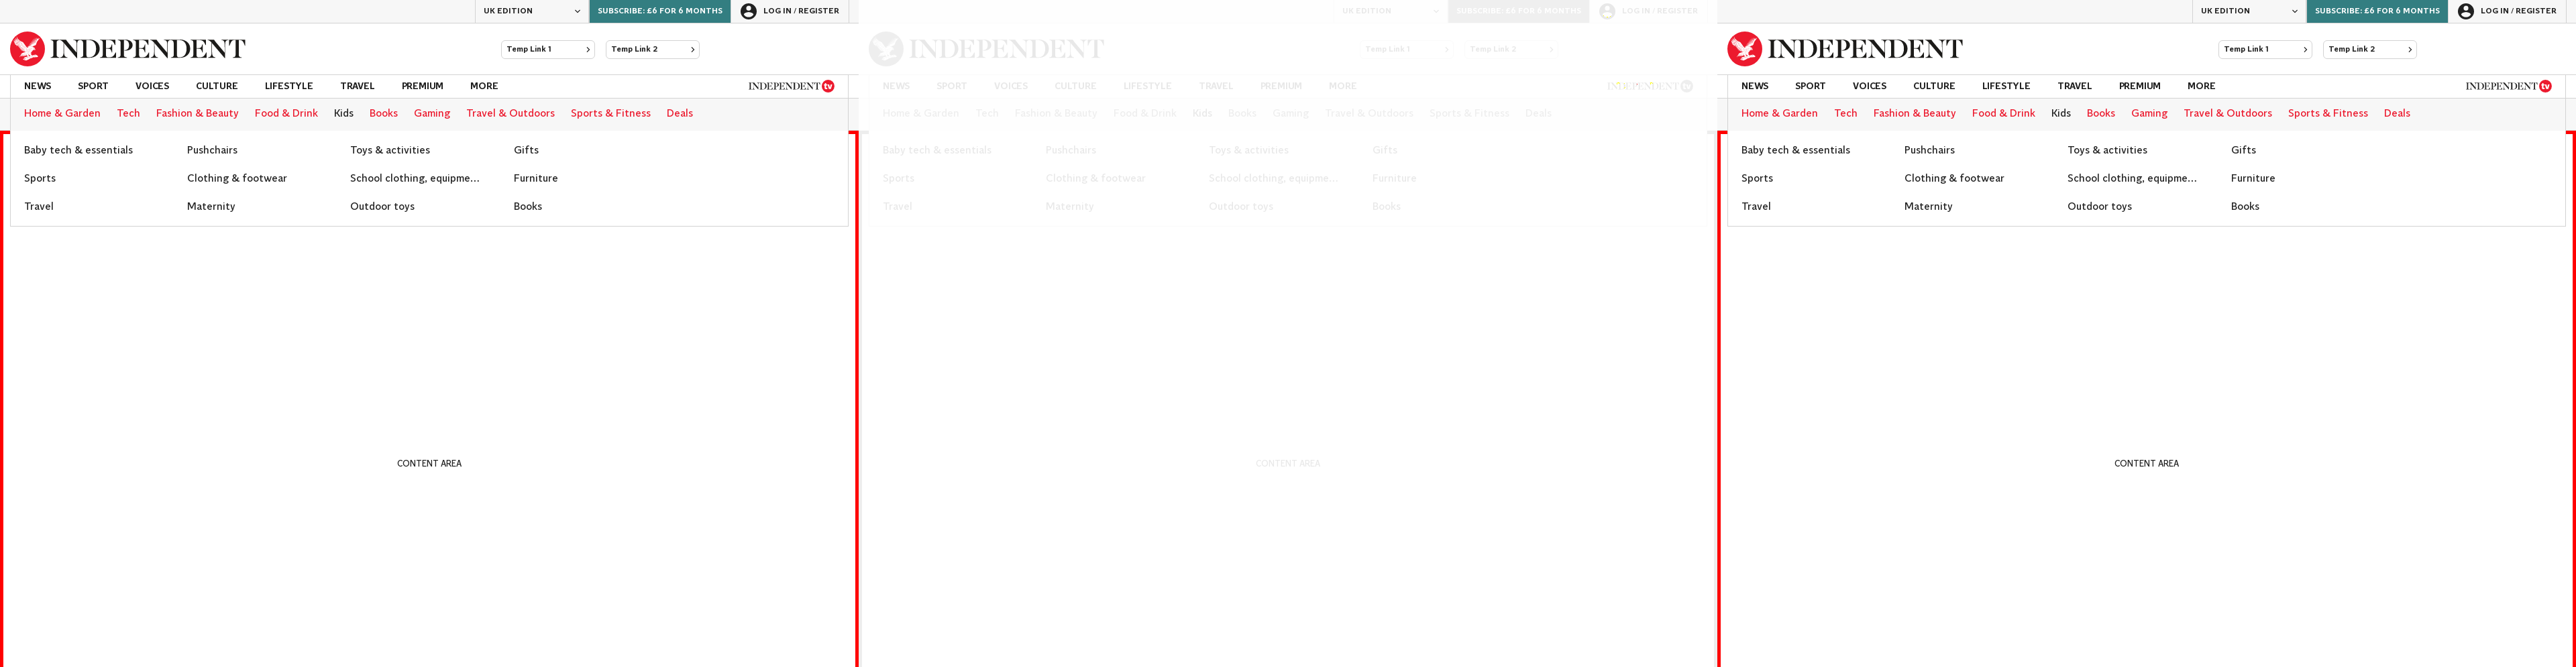 UK EDITION SUBSCRIBE: £6 FOR 6 MONTHS LOG IN / REGISTER
INDEPENDENT Temp Link 1 Temp Link 2
NEWS SPORT VOICES CULTURE LIFESTYLE TRAVEL PREMIUM MORE INDEPENDENT tv
Home & Garden Tech Fashion & Beauty Food & Drink Kids Books Gaming Travel & Outdoors Sports & Fitness Deals
Baby tech & essentials Pushchairs Toys & activities Gifts
Sports Clothing & footwear School clothing, equipme... Furniture
Travel Maternity Outdoor toys Books
CONTENT AREA
UK EDITION SUBSCRIBE: £6 FOR 6 MONTHS LOG IN / REGISTER
INDEPENDENT Temp Link 1 Temp Link 2
NEWS SPORT VOICES CULTURE LIFESTYLE TRAVEL PREMIUM MORE INDEPENDENT tv
Home & Garden Tech Fashion & Beauty Food & Drink Kids Books Gaming Travel & Outdoors Sports & Fitness Deals
Baby tech & essentials Pushchairs Toys & activities Gifts
Sports Clothing & footwear School clothing, equipme... Furniture
Travel Maternity Outdoor toys Books
CONTENT AREA
UK EDITION SUBSCRIBE: £6 FOR 6 MONTHS LOG IN / REGISTER
INDEPENDENT Temp Link 1 Temp Link 2
NEWS SPORT VOICES CULTURE LIFESTYLE TRAVEL PREMIUM MORE INDEPENDENT tv
Home & Garden Tech Fashion & Beauty Food & Drink Kids Books Gaming Travel & Outdoors Sports & Fitness Deals
Baby tech & essentials Pushchairs Toys & activities Gifts
Sports Clothing & footwear School clothing, equipme... Furniture
Travel Maternity Outdoor toys Books
CONTENT AREA